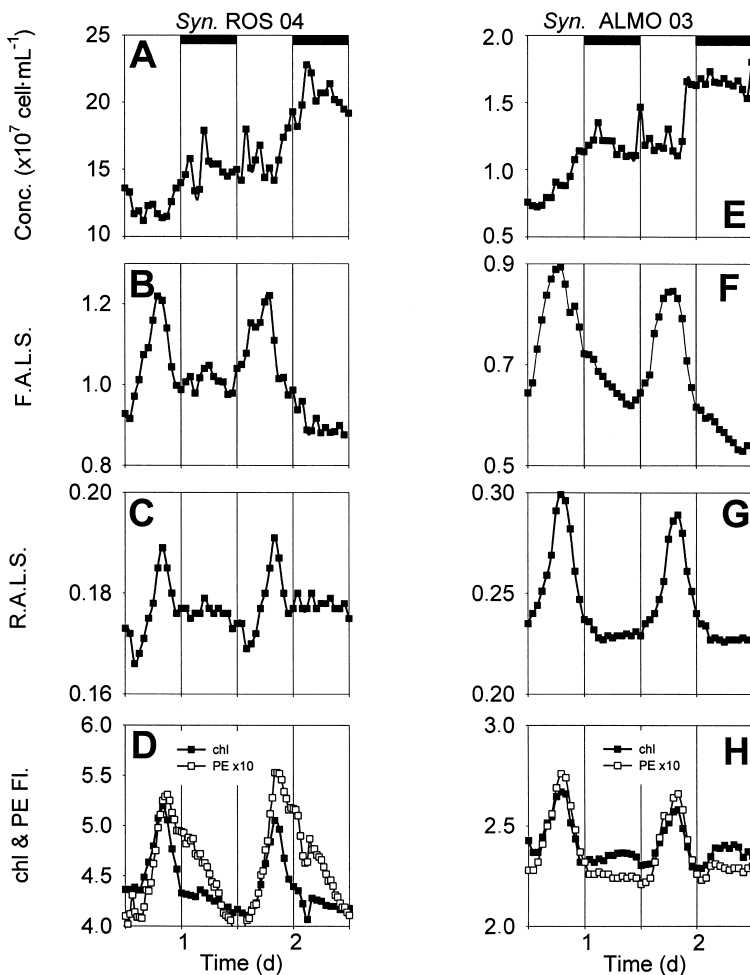 Syn. ROS 04
Syn. ALMO 03
A
25
20
15
10
Conc. (x10⁷ cell·mL⁻¹)
E
2.0
1.5
1.0
0.5
B
1.2
1.0
0.8
F.A.L.S.
F
0.9
0.7
0.5
C
0.20
0.18
0.16
R.A.L.S.
G
0.30
0.25
0.20
D
chl
PE x10
6.0
5.5
5.0
4.5
4.0
chl & PE Fl.
1 2
Time (d)
H
chl
PE x10
3.0
2.5
2.0
1 2
Time (d)